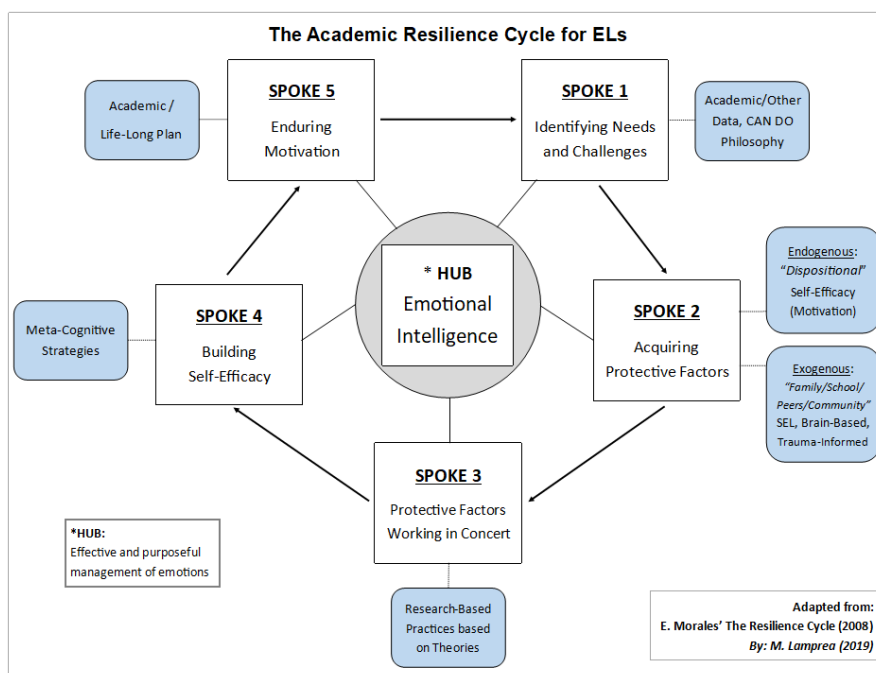 The Academic Resilience Cycle for ELs
SPOKE 5
Enduring
Motivation
Academic /
Life-Long Plan
SPOKE 1
Identifying Needs
and Challenges
Academic/Other
Data, CAN DO
Philosophy
* HUB
Emotional
Intelligence
SPOKE 2
Acquiring
Protective Factors
Endogenous:
“Dispositional”
Self-Efficacy
(Motivation)
Exogenous:
“Family/School/
Peers/Community”
SEL, Brain-Based,
Trauma-Informed
SPOKE 4
Building
Self-Efficacy
Meta-Cognitive
Strategies
SPOKE 3
Protective Factors
Working in Concert
Research-Based
Practices based
on Theories
*HUB:
Effective and purposeful
management of emotions
Adapted from:
E. Morales’ The Resilience Cycle (2008)
By: M. Lamprea (2019)